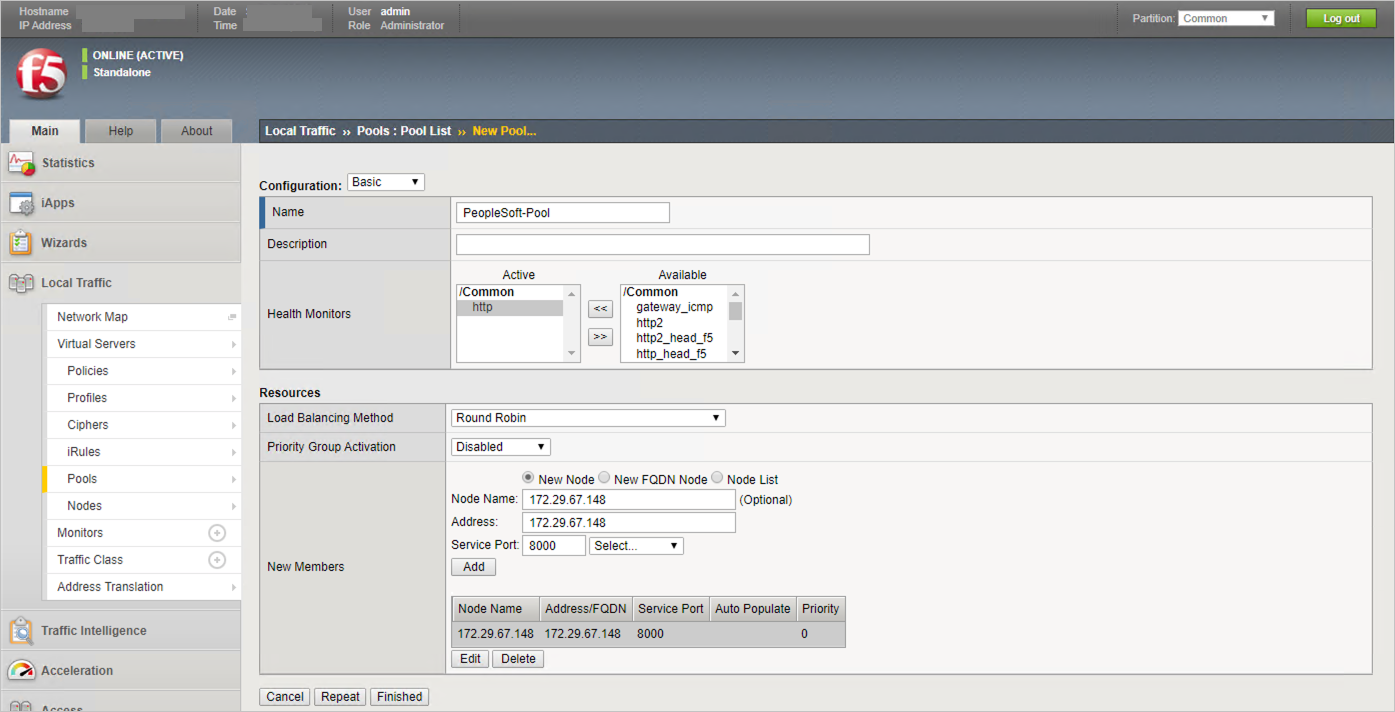 Hostname Date : User admin Partition: Common Log out
IP Address Time Role Administrator
f5
ONLINE (ACTIVE)
Standalone
Main Help About
Local Traffic ›› Pools : Pool List ›› New Pool...
Statistics
iApps
Wizards
Local Traffic
Network Map
Virtual Servers
Policies
Profiles
Ciphers
iRules
Pools
Nodes
Monitors
Traffic Class
Address Translation
Traffic Intelligence
Acceleration
Access
Configuration: Basic
Name PeopleSoft-Pool
Description
Health Monitors
Active
/Common
http
<<
>>
Available
/Common
gateway_icmp
http2
http2_head_f5
http_head_f5
Resources
Load Balancing Method Round Robin
Priority Group Activation Disabled
New Members
New Node New FQDN Node Node List
Node Name: 172.29.67.148 (Optional)
Address: 172.29.67.148
Service Port: 8000 Select...
Add
Node Name Address/FQDN Service Port Auto Populate Priority
172.29.67.148 172.29.67.148 8000 0
Edit Delete
Cancel Repeat Finished